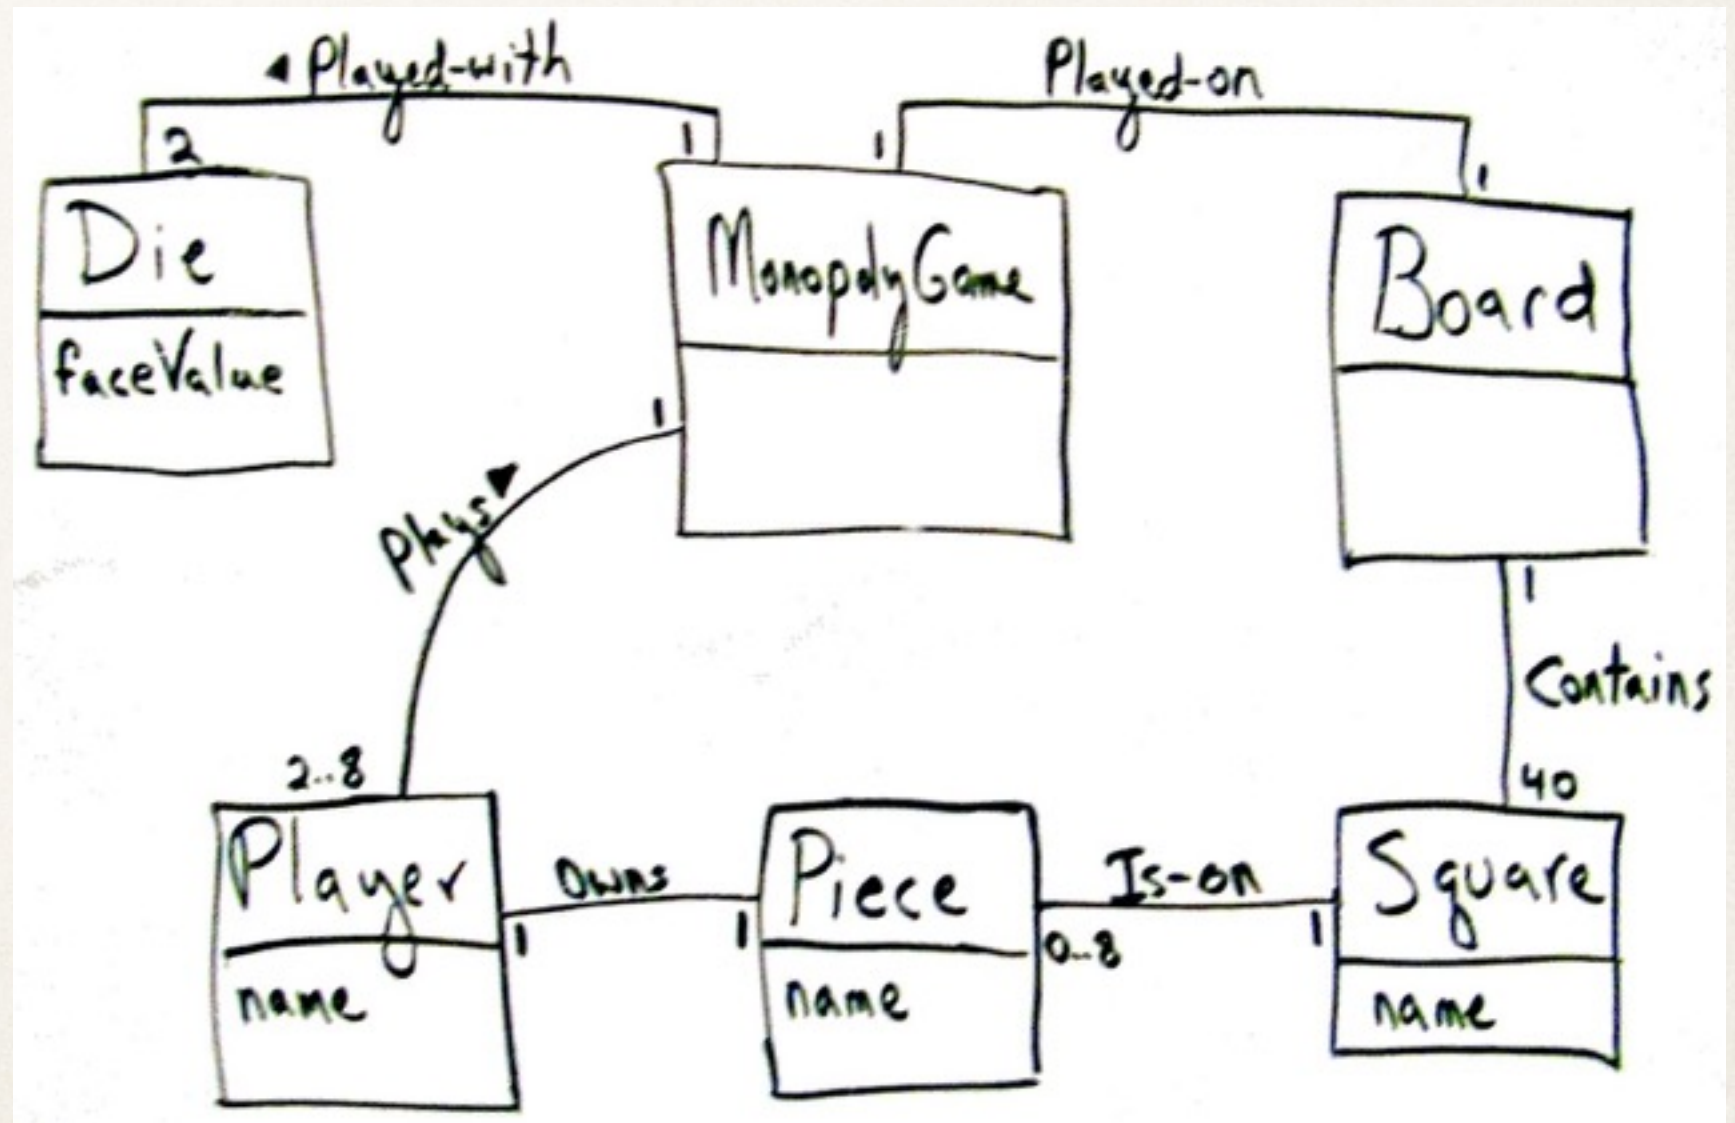 ◄ Played-with
Played-on
2
1
1
1
Die
faceValue
MonopolyGame
Board
1
Plays ►
1
Contains
2..8
40
Player
name
Owns
1
1
Piece
name
Is-on
0..8
1
Square
name